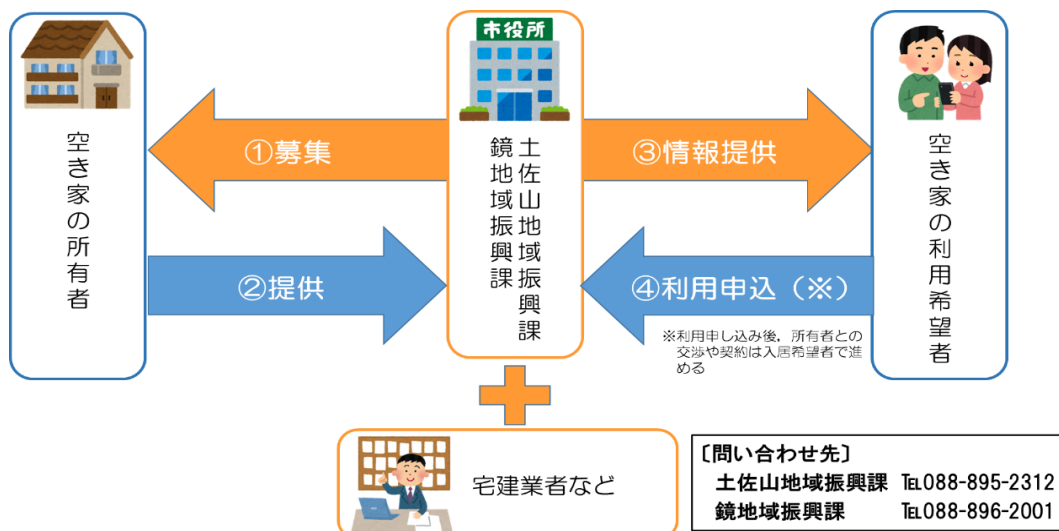 市役所
空き家の所有者
①募集
②提供
土佐山地域振興課
鏡地域振興課
③情報提供
④利用申込（※）
※利用申し込み後，所有者との
交渉や契約は入居希望者で進
める
空き家の利用希望者
宅建業者など
〔問い合わせ先〕
土佐山地域振興課 ℡088-895-2312
鏡地域振興課 ℡088-896-2001